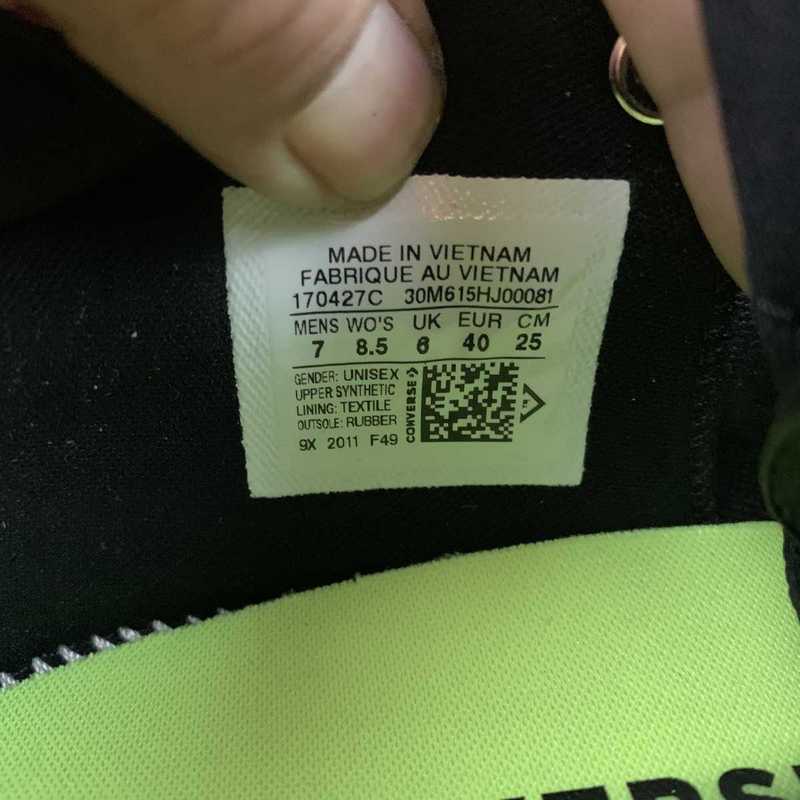 MADE IN VIETNAM
FABRIQUE AU VIETNAM
170427C 30M615HJ00081
MENS WO'S UK EUR CM
7 8.5 6 40 25
GENDER: UNISEX
UPPER SYNTHETIC
LINING: TEXTILE
OUTSOLE: RUBBER
9X 2011 F49
CONVERSE